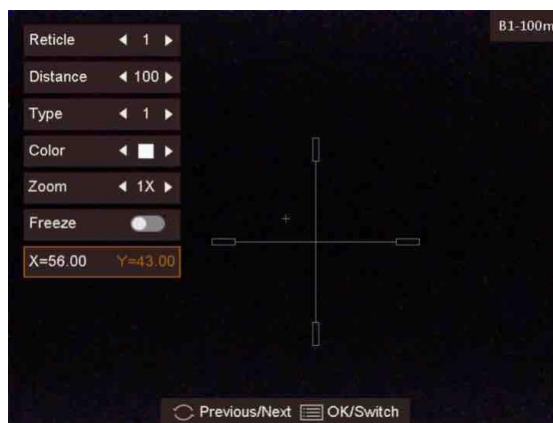 B1-100m
Reticle 1
Distance 100
Type 1
Color
Zoom 1X
Freeze
X=56.00 Y=43.00
Previous/Next OK/Switch